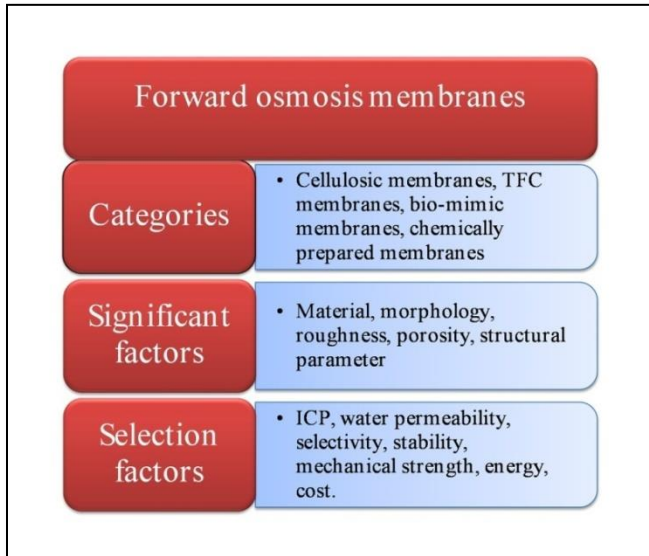 Forward osmosis membranes
Categories
• Cellulosic membranes, TFC
membranes, bio-mimic
membranes, chemically
prepared membranes
Significant
factors
• Material, morphology,
roughness, porosity, structural
parameter
Selection
factors
• ICP, water permeability,
selectivity, stability,
mechanical strength, energy,
cost.